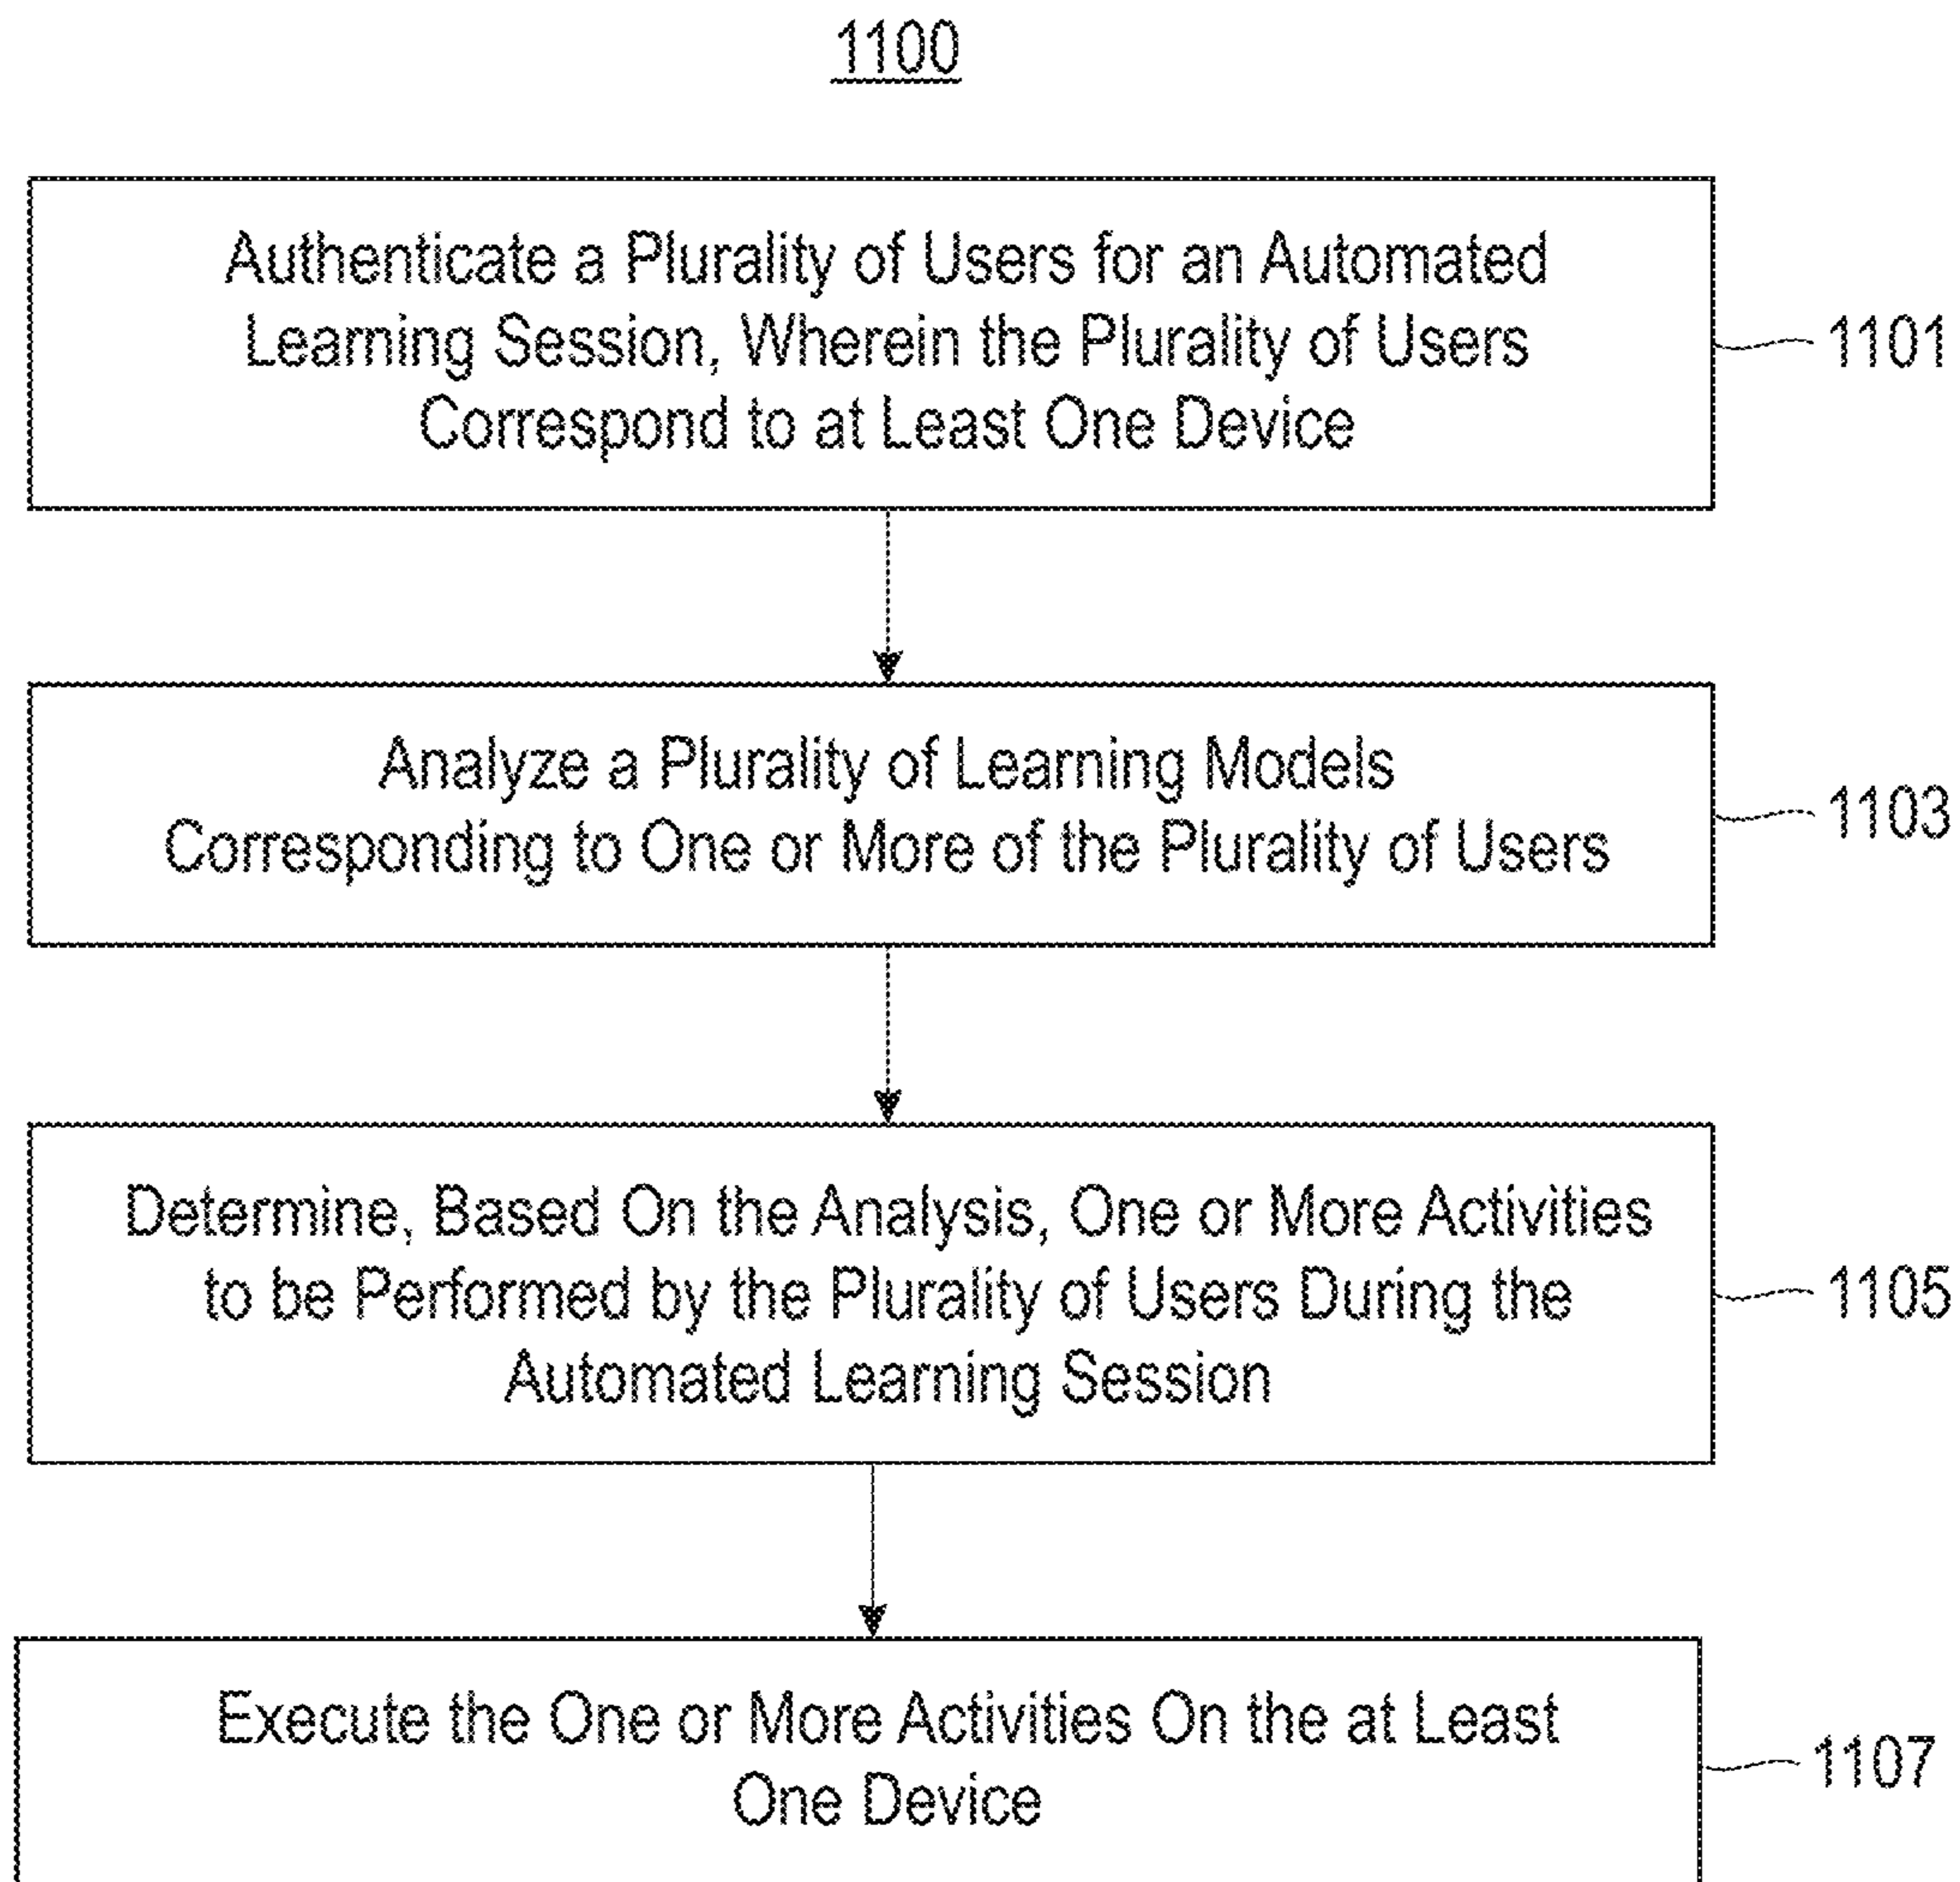 1100
Authenticate a Plurality of Users for an Automated
Learning Session, Wherein the Plurality of Users
Correspond to at Least One Device
1101
Analyze a Plurality of Learning Models
Corresponding to One or More of the Plurality of Users
1103
Determine, Based On the Analysis, One or More Activities
to be Performed by the Plurality of Users During the
Automated Learning Session
1105
Execute the One or More Activities On the at Least
One Device
1107